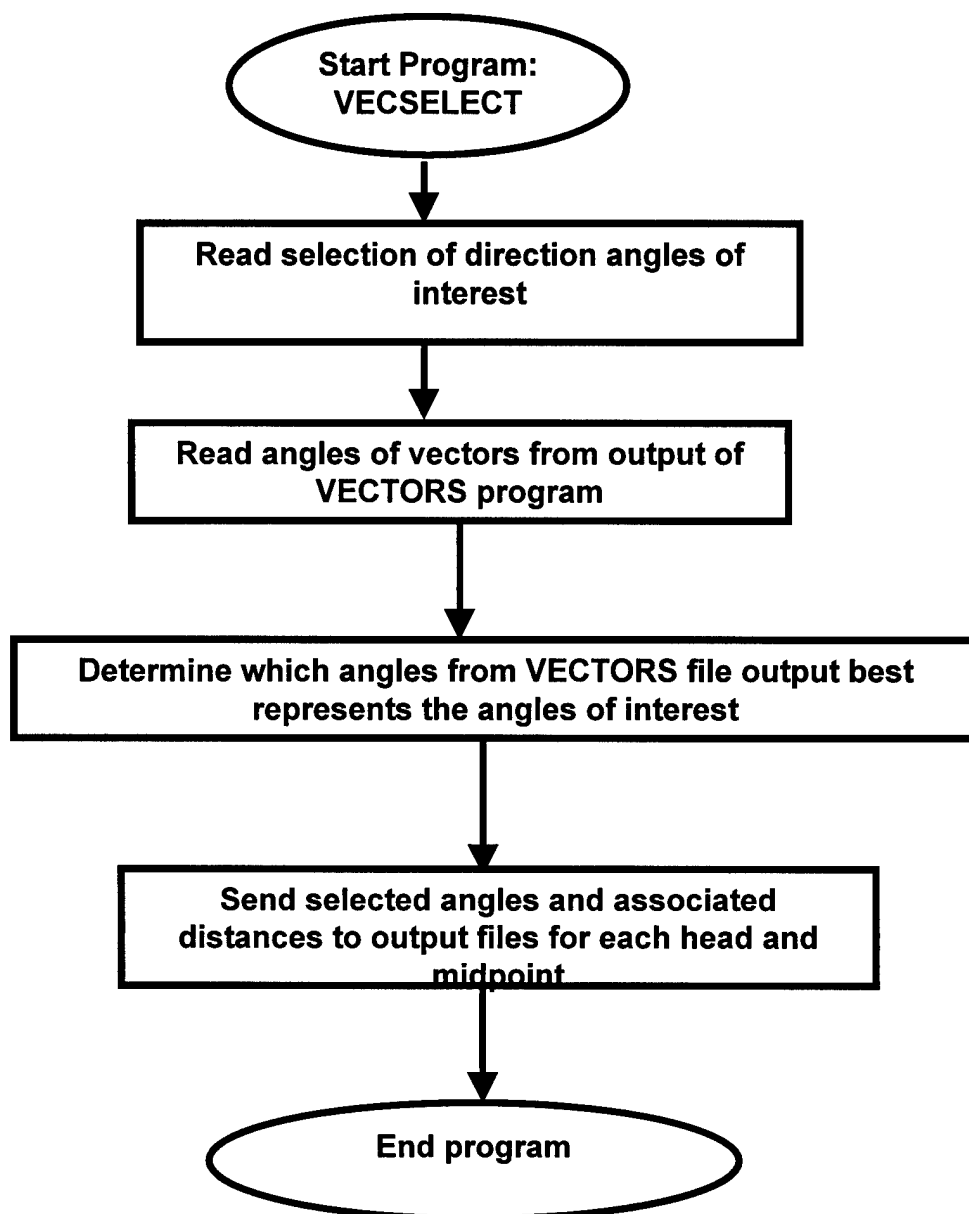 Start Program:
VECSELECT
Read selection of direction angles of
interest
Read angles of vectors from output of
VECTORS program
Determine which angles from VECTORS file output best
represents the angles of interest
Send selected angles and associated
distances to output files for each head and
midpoint
End program